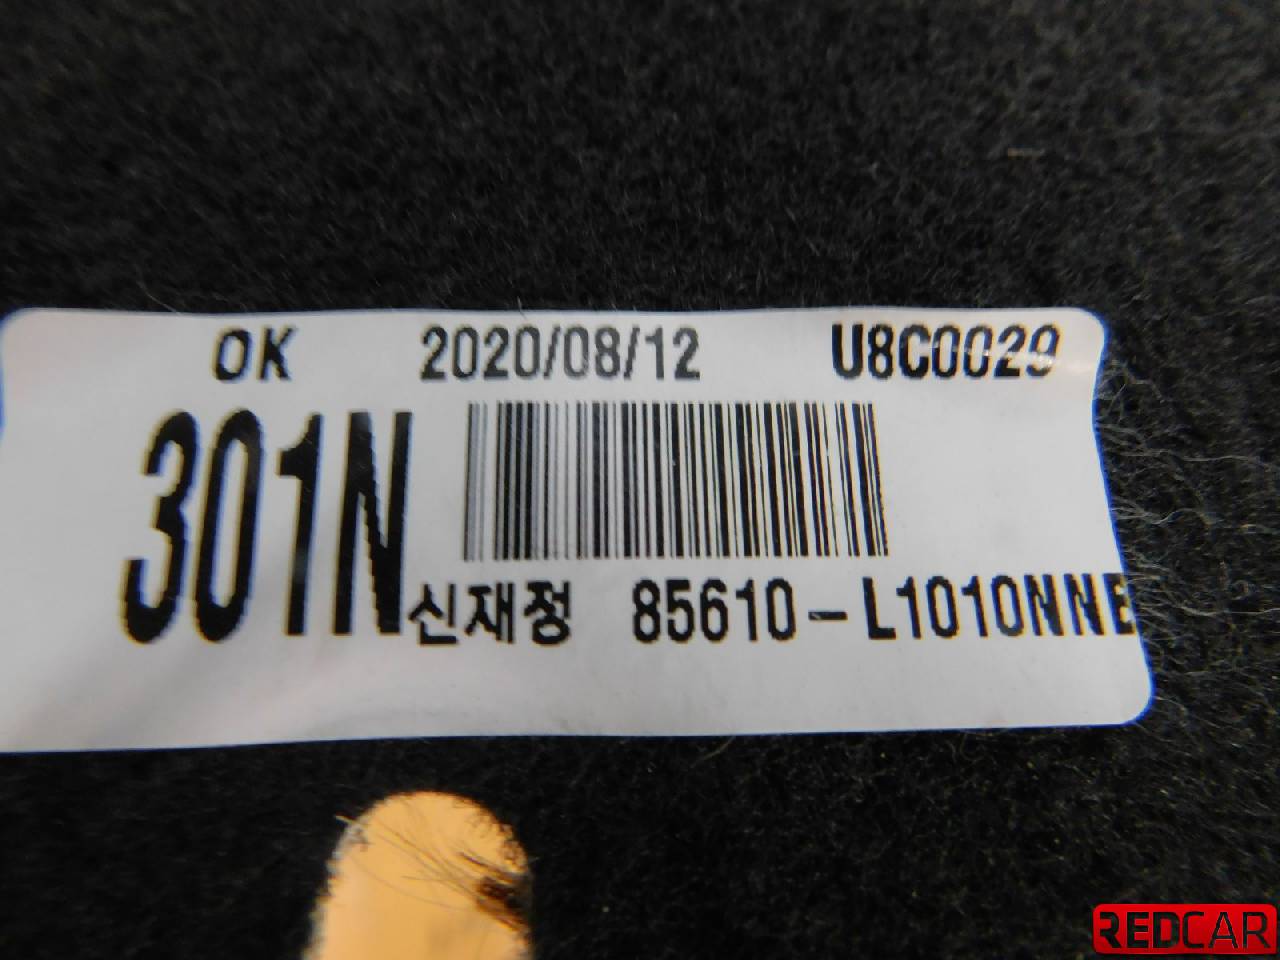 OK 2020/08/12 U8C0029
301N
신재정 85610-L1010NNB
REDCAR